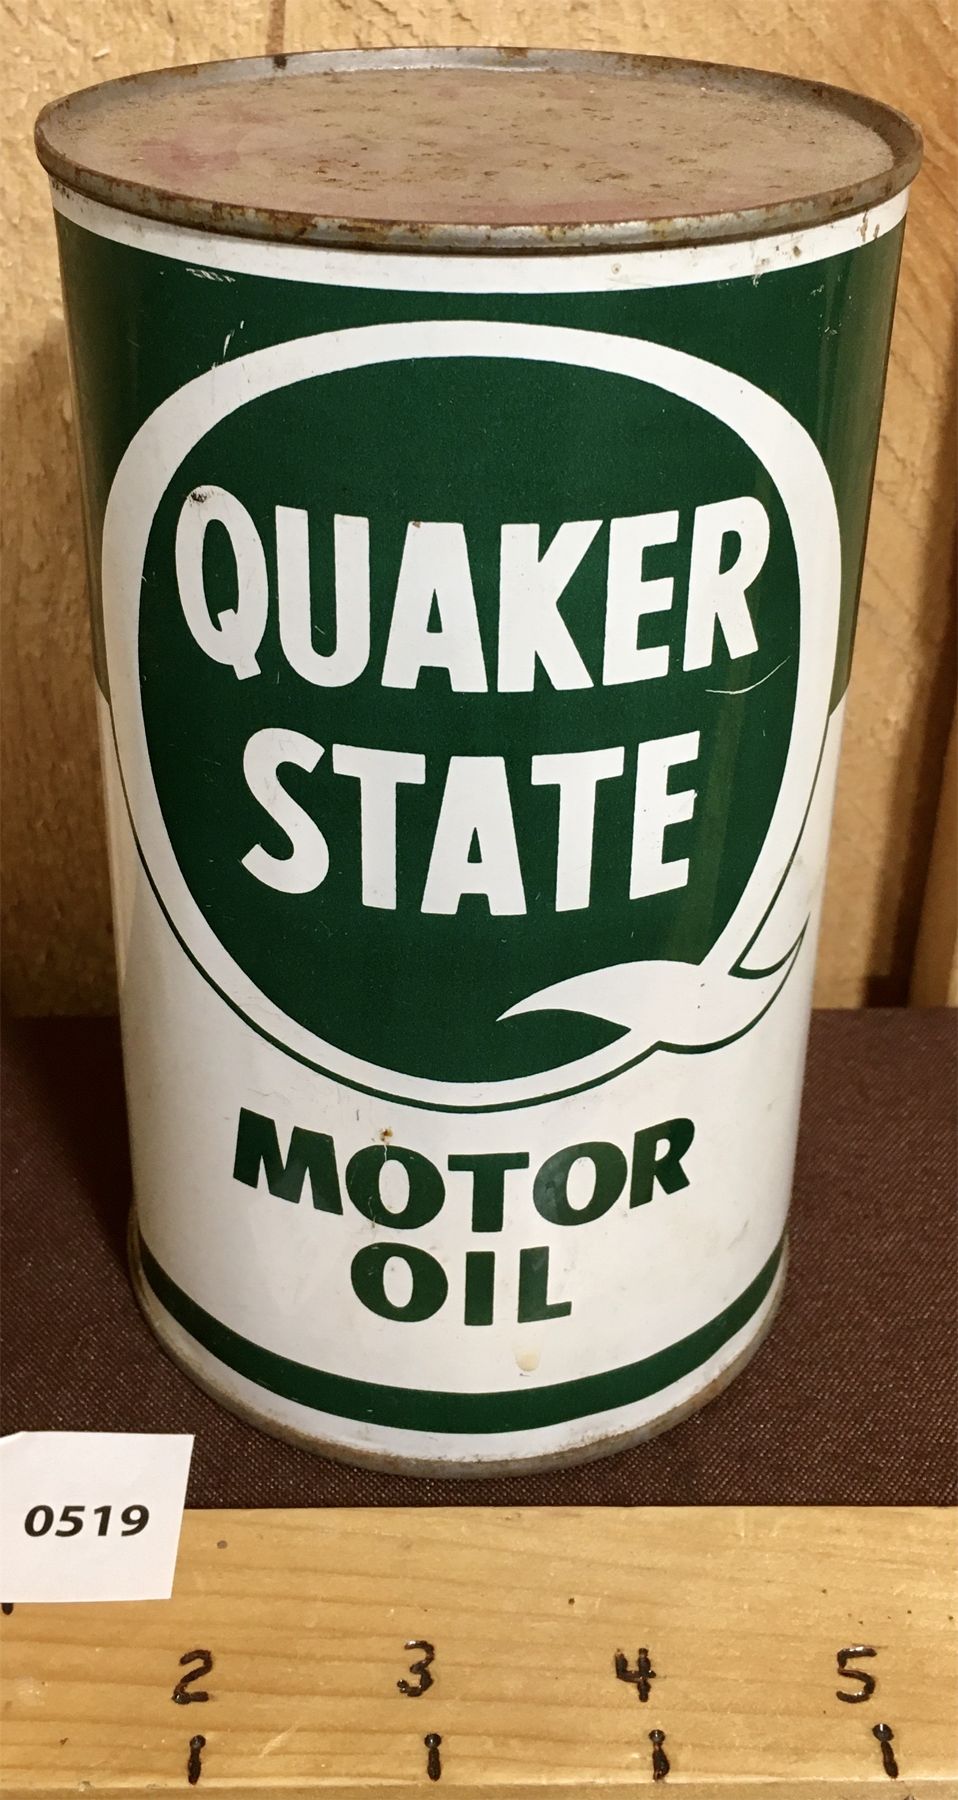 QUAKER
STATE
MOTOR
OIL
0519
2 3 4 5